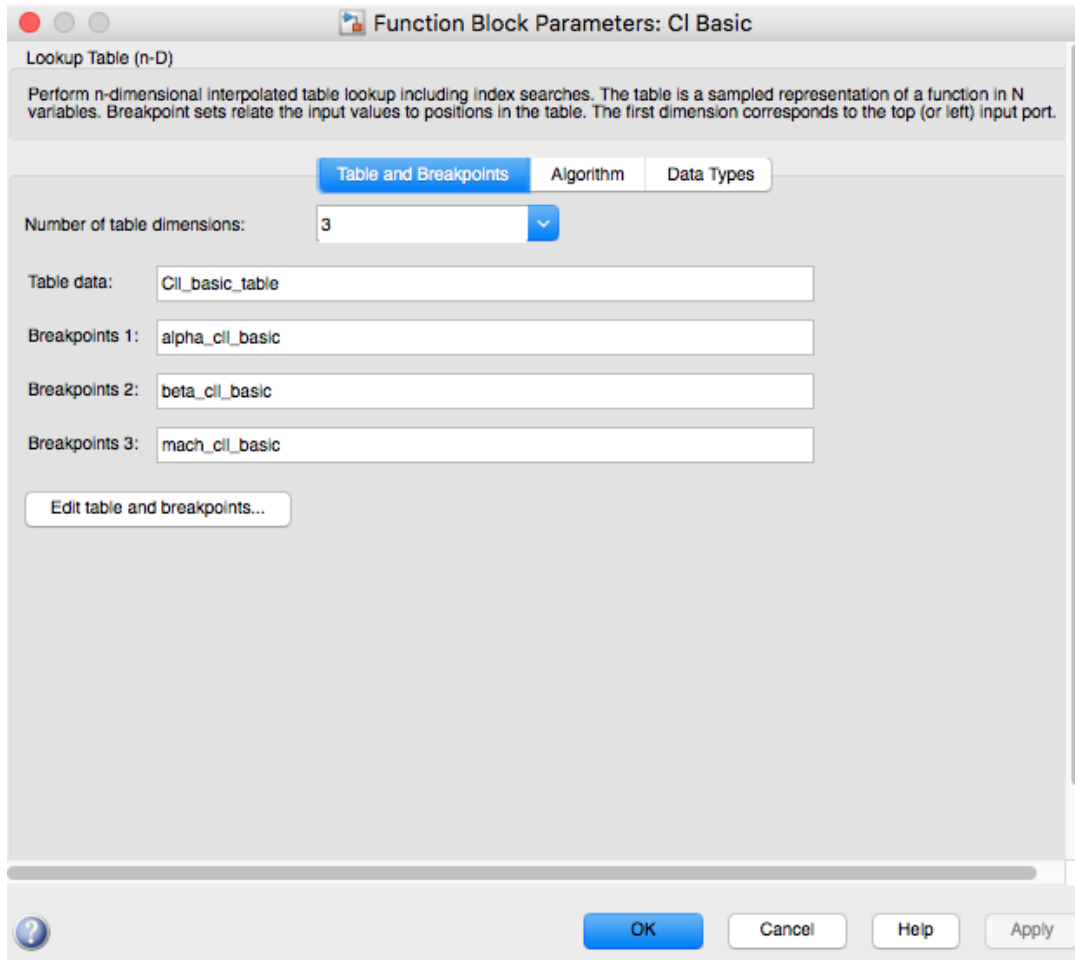 Function Block Parameters: Cl Basic
Lookup Table (n-D)
Perform n-dimensional interpolated table lookup including index searches. The table is a sampled representation of a function in N
variables. Breakpoint sets relate the input values to positions in the table. The first dimension corresponds to the top (or left) input port.
Table and Breakpoints Algorithm Data Types
Number of table dimensions: 3
Table data: Cll_basic_table
Breakpoints 1: alpha_cll_basic
Breakpoints 2: beta_cll_basic
Breakpoints 3: mach_cll_basic
Edit table and breakpoints...
? OK Cancel Help Apply